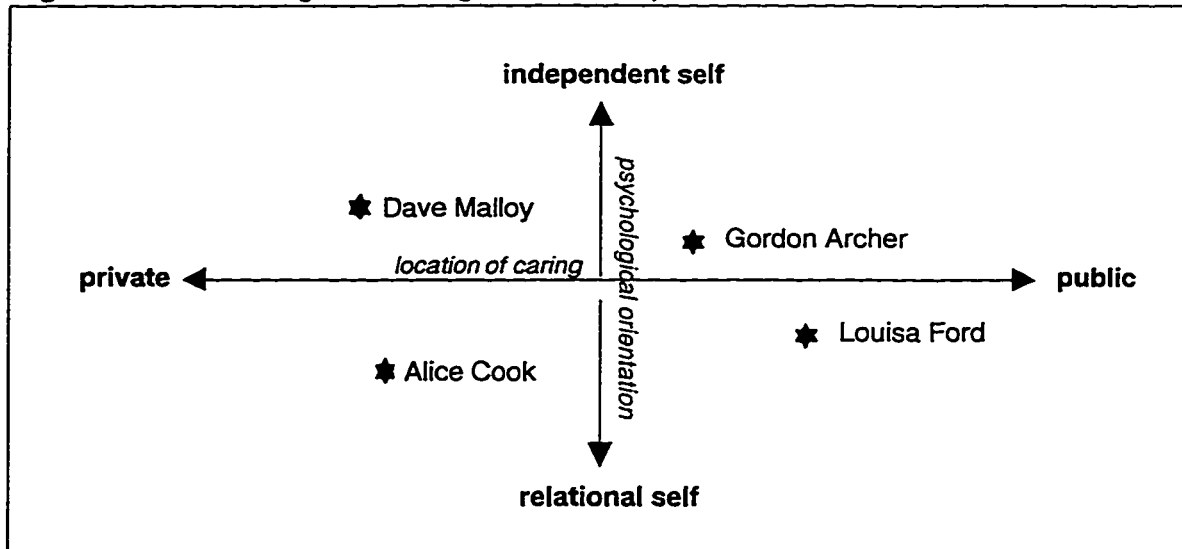 independent self
psychological orientation
Dave Malloy
Gordon Archer
location of caring
private
public
Louisa Ford
Alice Cook
relational self